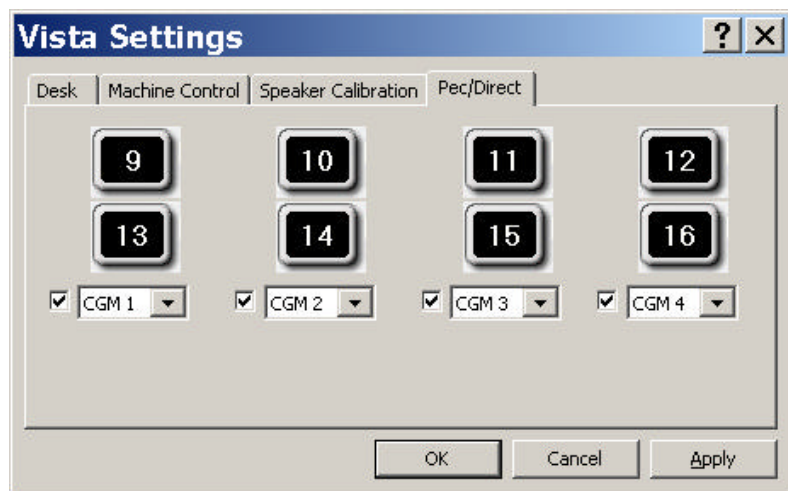 Vista Settings ? X
Desk Machine Control Speaker Calibration Pec/Direct
9 10 11 12
13 14 15 16
CGM 1 CGM 2 CGM 3 CGM 4
OK Cancel Apply